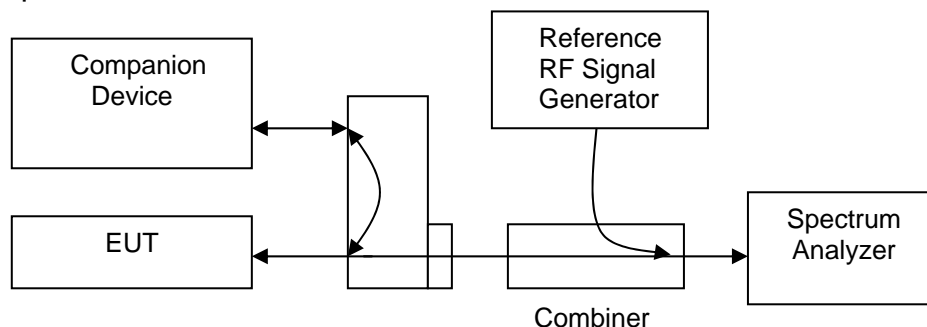 Companion
Device
Reference
RF Signal
Generator
EUT
Spectrum
Analyzer
Combiner